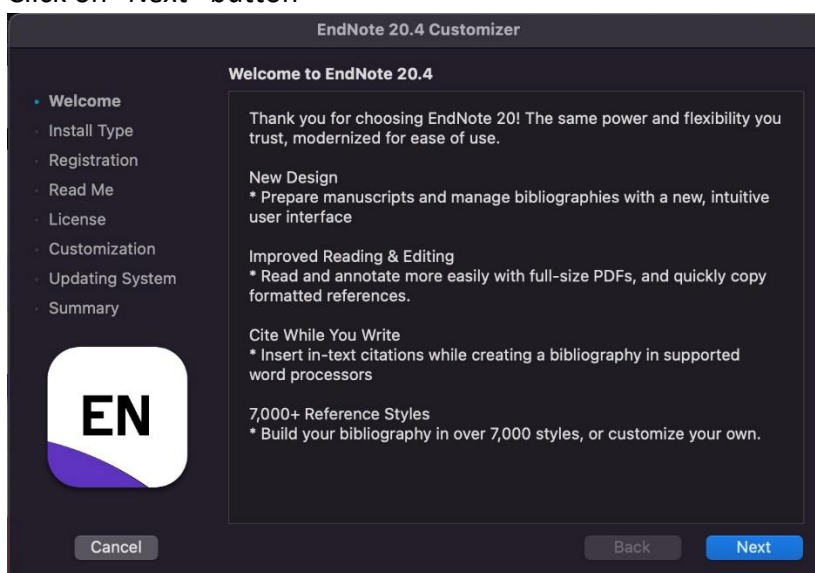 Click on "Next" button
EndNote 20.4 Customizer
Welcome to EndNote 20.4
Welcome
Install Type
Registration
Read Me
License
Customization
Updating System
Summary
Thank you for choosing EndNote 20! The same power and flexibility you
trust, modernized for ease of use.
New Design
* Prepare manuscripts and manage bibliographies with a new, intuitive
user interface
Improved Reading & Editing
* Read and annotate more easily with full-size PDFs, and quickly copy
formatted references.
Cite While You Write
* Insert in-text citations while creating a bibliography in supported
word processors
7,000+ Reference Styles
* Build your bibliography in over 7,000 styles, or customize your own.
EN
Cancel
Back
Next